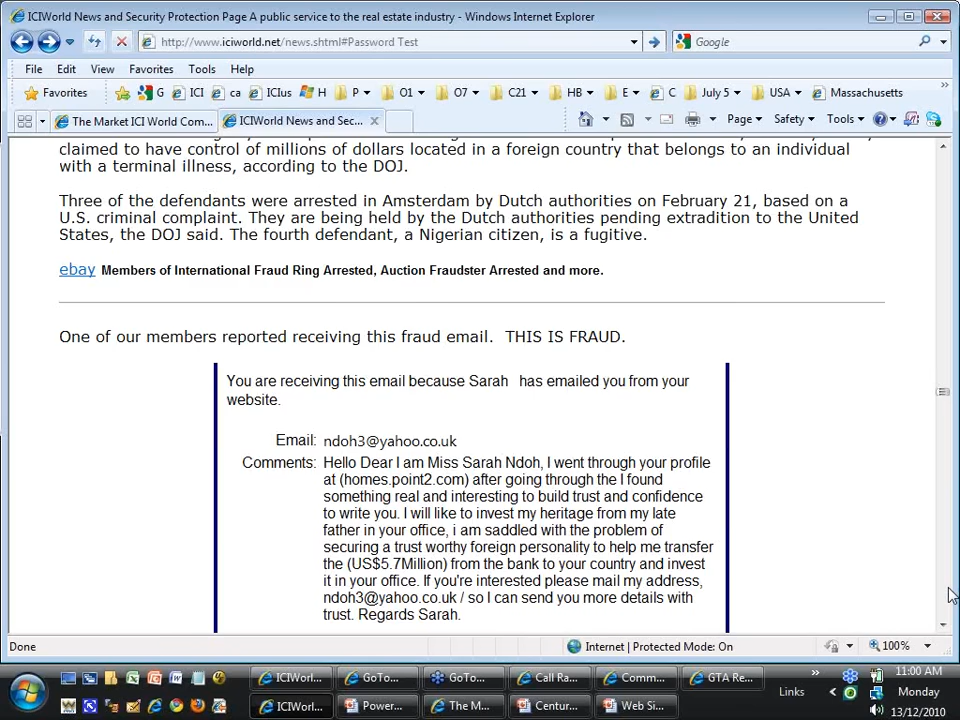 ICIWorld News and Security Protection Page A public service to the real estate industry - Windows Internet Explorer
http://www.iciworld.net/news.shtml#Password Test
Google
File Edit View Favorites Tools Help
Favorites G ICI ca ICIus H P O1 O7 C21 HB E C July 5 USA Massachusetts
The Market ICI World Com... ICIWorld News and Sec... Page Safety Tools
claimed to have control of millions of dollars located in a foreign country that belongs to an individual
with a terminal illness, according to the DOJ.
Three of the defendants were arrested in Amsterdam by Dutch authorities on February 21, based on a
U.S. criminal complaint. They are being held by the Dutch authorities pending extradition to the United
States, the DOJ said. The fourth defendant, a Nigerian citizen, is a fugitive.
ebay Members of International Fraud Ring Arrested, Auction Fraudster Arrested and more.
One of our members reported receiving this fraud email. THIS IS FRAUD.
You are receiving this email because Sarah has emailed you from your
website.
Email: ndoh3@yahoo.co.uk
Comments: Hello Dear I am Miss Sarah Ndoh, I went through your profile
at (homes.point2.com) after going through the I found
something real and interesting to build trust and confidence
to write you. I will like to invest my heritage from my late
father in your office, i am saddled with the problem of
securing a trust worthy foreign personality to help me transfer
the (US$5.7Million) from the bank to your country and invest
it in your office. If you're interested please mail my address,
ndoh3@yahoo.co.uk / so I can send you more details with
trust. Regards Sarah.
Done Internet | Protected Mode: On 100%
ICIWorl... GoTo... GoTo... Call Ra... Comm... GTA Re... 11:00 AM
Links Monday
ICIWorl... Power... The M... Centur... Web Si... 13/12/2010